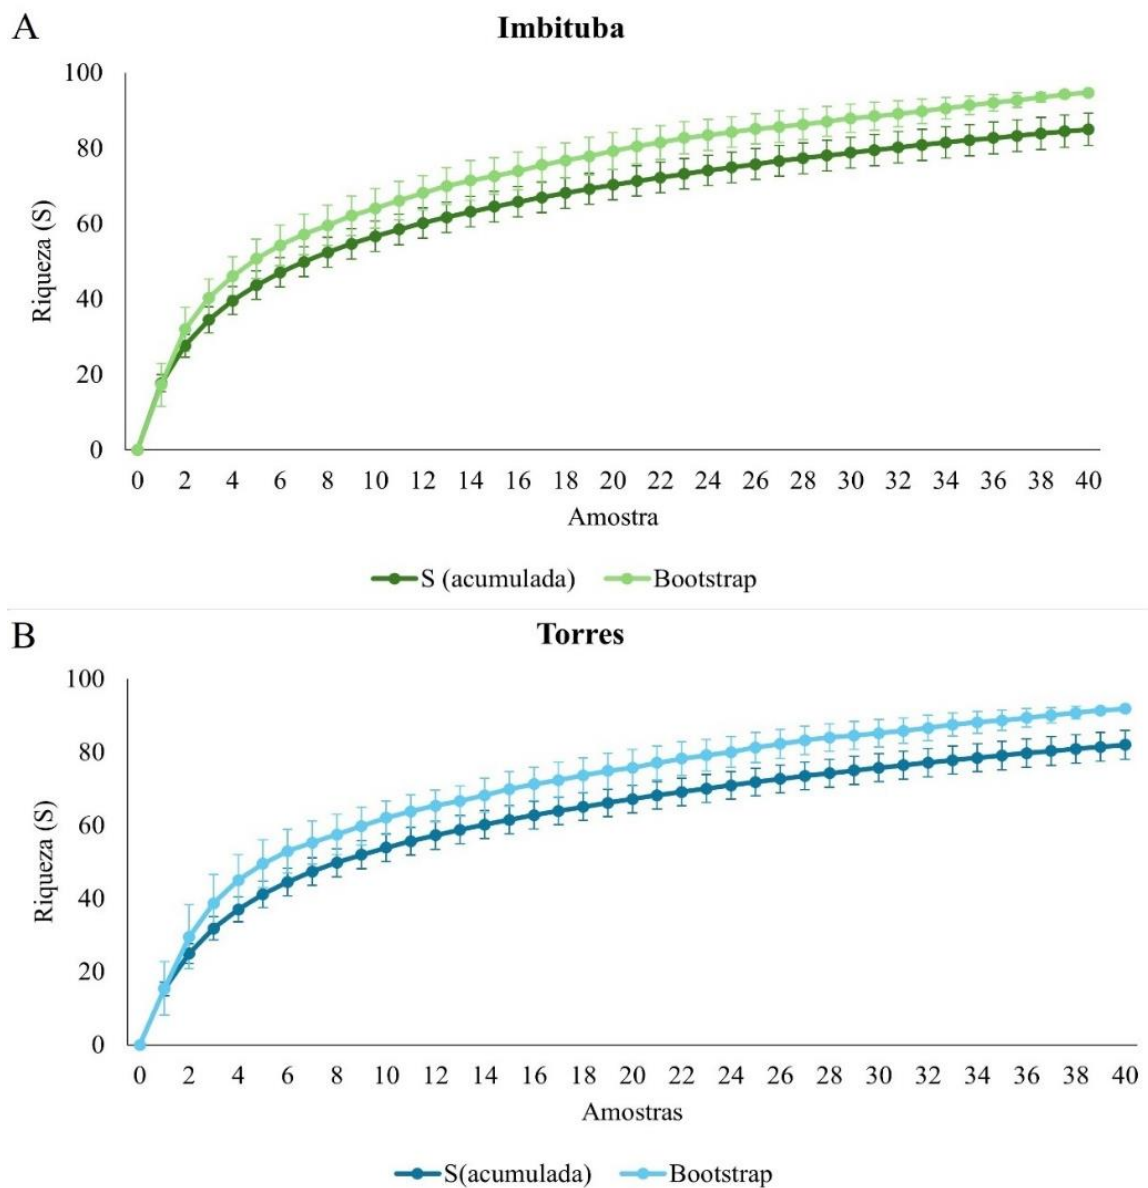 A
Imbituba
100
80
60
40
20
0
Riqueza (S)
0 2 4 6 8 10 12 14 16 18 20 22 24 26 28 30 32 34 36 38 40
Amostra
S (acumulada) Bootstrap
B
Torres
100
80
60
40
20
0
Riqueza (S)
0 2 4 6 8 10 12 14 16 18 20 22 24 26 28 30 32 34 36 38 40
Amostras
S(acumulada) Bootstrap